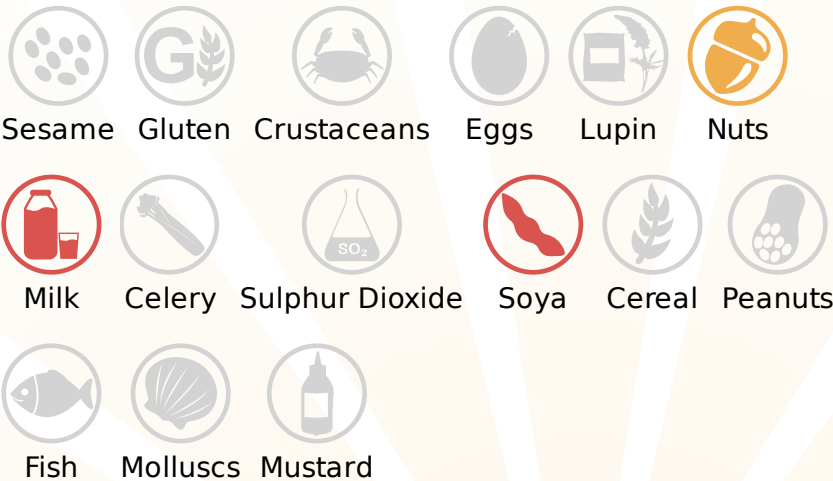 G
Sesame Gluten Crustaceans Eggs Lupin Nuts
SO₂
Milk Celery Sulphur Dioxide Soya Cereal Peanuts
Fish Molluscs Mustard